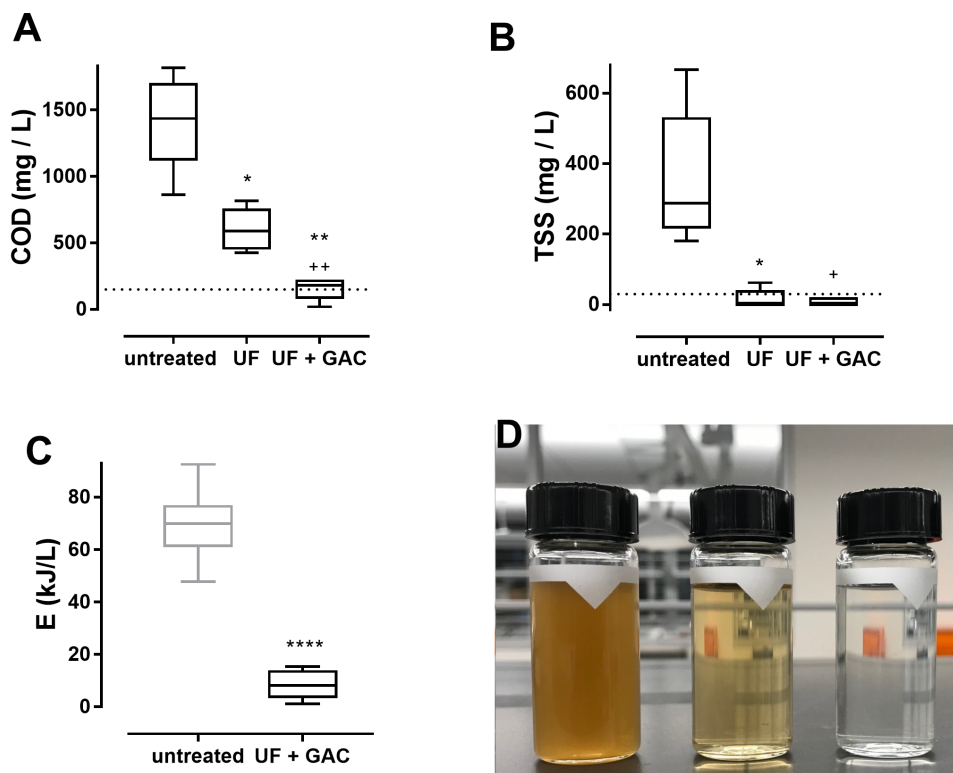 A
COD (mg / L)
1500
1000
500
0
*
**
++
untreated UF UF + GAC
B
TSS (mg / L)
600
400
200
0
*
+
untreated UF UF + GAC
C
E (kJ/L)
80
60
40
20
0
****
untreated UF + GAC
D